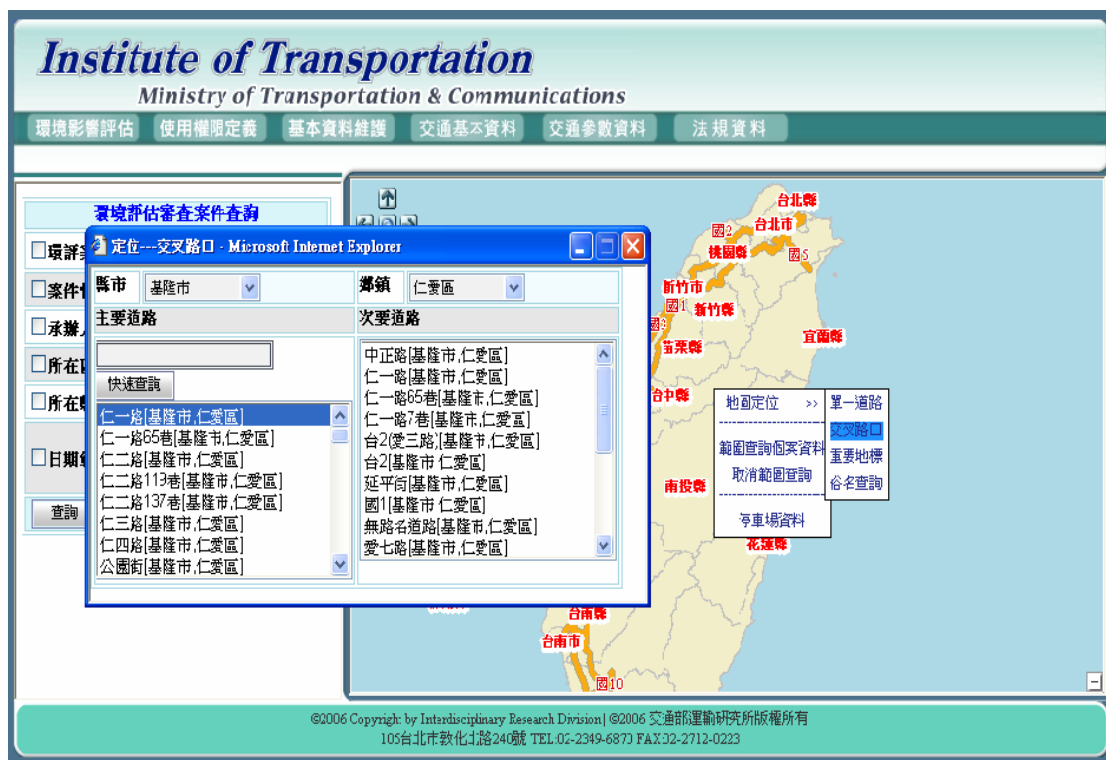 Institute of Transportation
Ministry of Transportation & Communications
環境影響評估 使用權限定義 基本資料維護 交通基本資料 交通參數資料 法規資料
環境評估審查案件查詢
環評
案件
承辦
所在
所在
日期
查詢
定位---交叉路口 - Microsoft Internet Explorer
縣市 基隆市 鄉鎮 仁愛區
主要道路 次要道路
快速查詢
仁一路[基隆市,仁愛區]
仁一路65巷[基隆市,仁愛區]
仁二路[基隆市,仁愛區]
仁二路113巷[基隆市,仁愛區]
仁二路137巷[基隆市,仁愛區]
仁三路[基隆市,仁愛區]
仁四路[基隆市,仁愛區]
公園街[基隆市,仁愛區]
中正路[基隆市,仁愛區]
仁一路[基隆市,仁愛區]
仁一路65巷[基隆市,仁愛區]
仁一路7巷[基隆市,仁愛區]
台2(愛三路)[基隆市,仁愛區]
台2[基隆市,仁愛區]
延平街[基隆市,仁愛區]
國1[基隆市,仁愛區]
無路名道路[基隆市,仁愛區]
愛七路[基隆市,仁愛區]
台北縣
國2 台北市
桃園縣 國5
新竹市
國1 新竹縣
宜蘭縣
苗栗縣
台中縣
地圖定位 >> 單一道路
交叉路口
範圍查詢個案資料 重要地標
取消範圍查詢 俗名查詢
停車場資料
南投縣
花蓮縣
台南縣
台南市
國10
©2006 Copyright by Interdisciplinary Research Division| ©2006 交通部運輸研究所版權所有
105台北市敦化北路240號 TEL:02-2349-6873 FAX:02-2712-0223